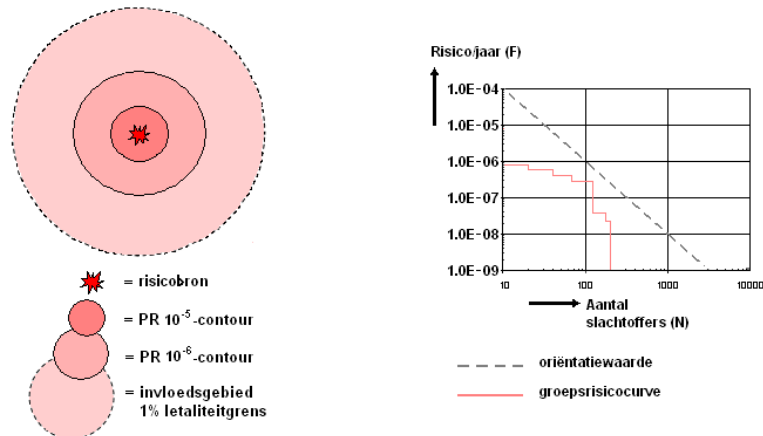 = risicobron
= PR 10⁻⁵-contour
= PR 10⁻⁶-contour
= invloedsgebied
1% letaliteitgrens
Risico/jaar (F)
1.0E-04
1.0E-05
1.0E-06
1.0E-07
1.0E-08
1.0E-09
10 100 1000 10000
Aantal
slachtoffers (N)
oriëntatiewaarde
groepsrisicocurve